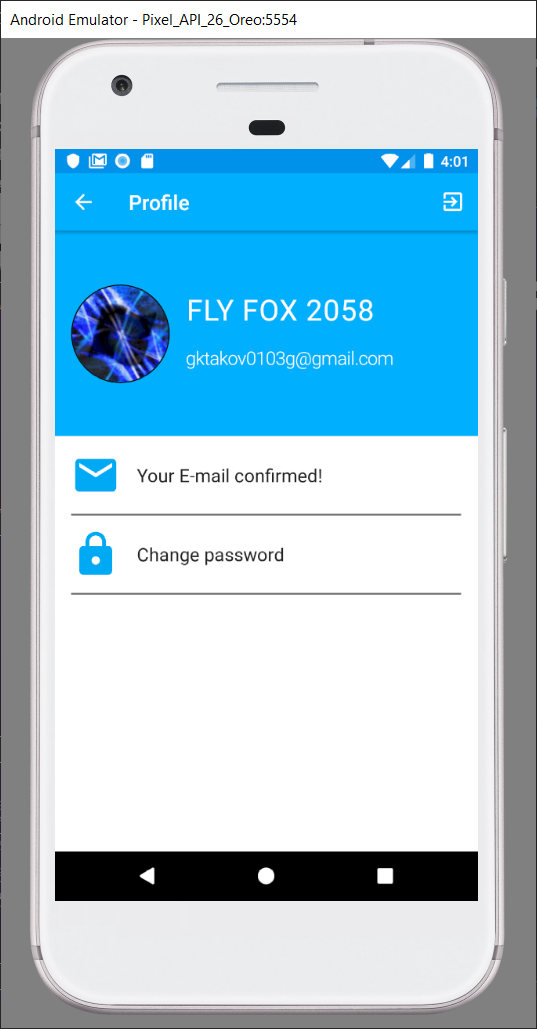 Android Emulator - Pixel_API_26_Oreo:5554
4:01
Profile
FLY FOX 2058
gktakov0103g@gmail.com
Your E-mail confirmed!
Change password